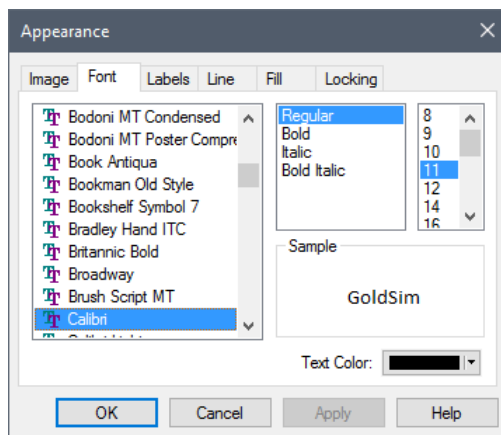 Appearance
Image Font Labels Line Fill Locking
Bodoni MT Condensed
Bodoni MT Poster Compre
Book Antiqua
Bookman Old Style
Bookshelf Symbol 7
Bradley Hand ITC
Britannic Bold
Broadway
Brush Script MT
Calibri
Regular
Bold
Italic
Bold Italic
8
9
10
11
12
14
16
Sample
GoldSim
Text Color:
OK Cancel Apply Help